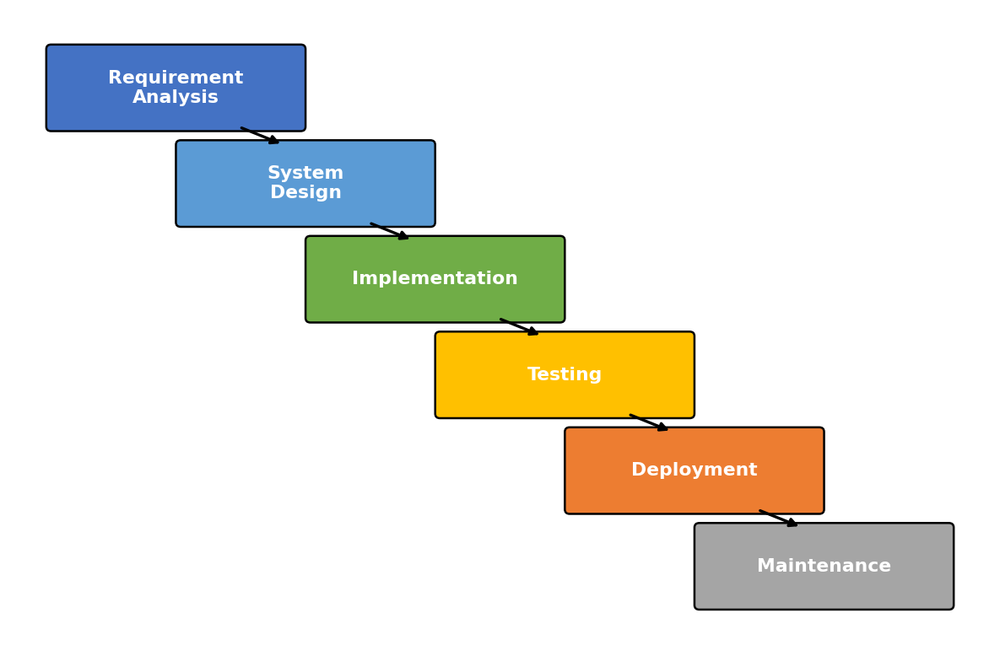 Requirement
Analysis
System
Design
Implementation
Testing
Deployment
Maintenance